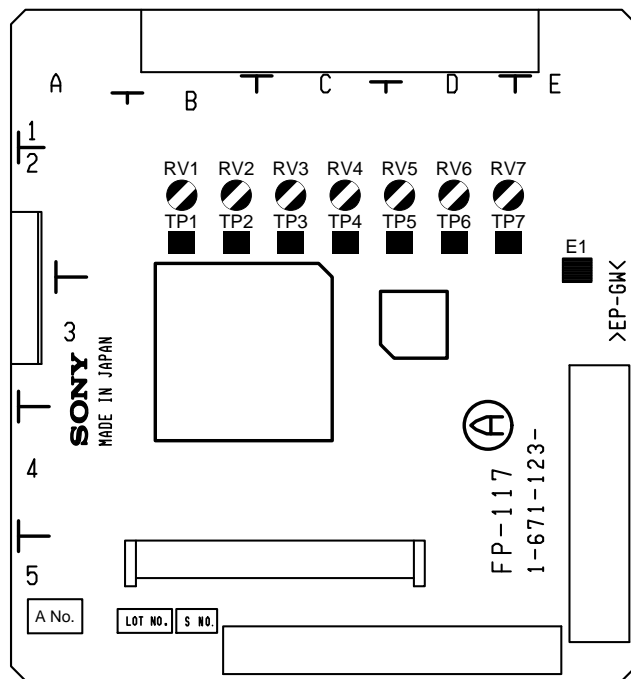 A B C D E
1
2
RV1 RV2 RV3 RV4 RV5 RV6 RV7
TP1 TP2 TP3 TP4 TP5 TP6 TP7
E1
>EP-GW<
3
SONY
MADE IN JAPAN
A
4
FP-117
1-671-123-
5
A No.
LOT NO.
S NO.